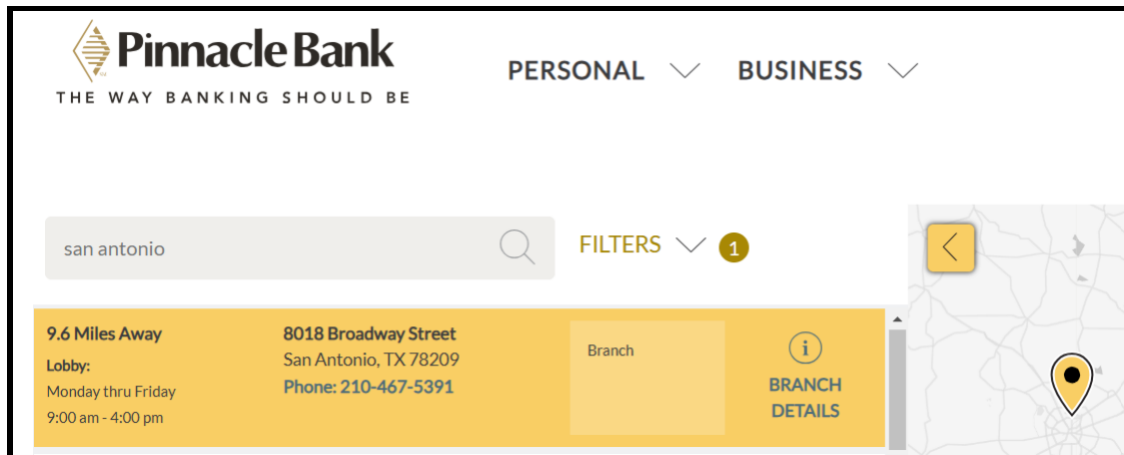 Pinnacle Bank
THE WAY BANKING SHOULD BE
PERSONAL
BUSINESS
san antonio
FILTERS 1
9.6 Miles Away
Lobby:
Monday thru Friday
9:00 am - 4:00 pm
8018 Broadway Street
San Antonio, TX 78209
Phone: 210-467-5391
Branch
i
BRANCH
DETAILS